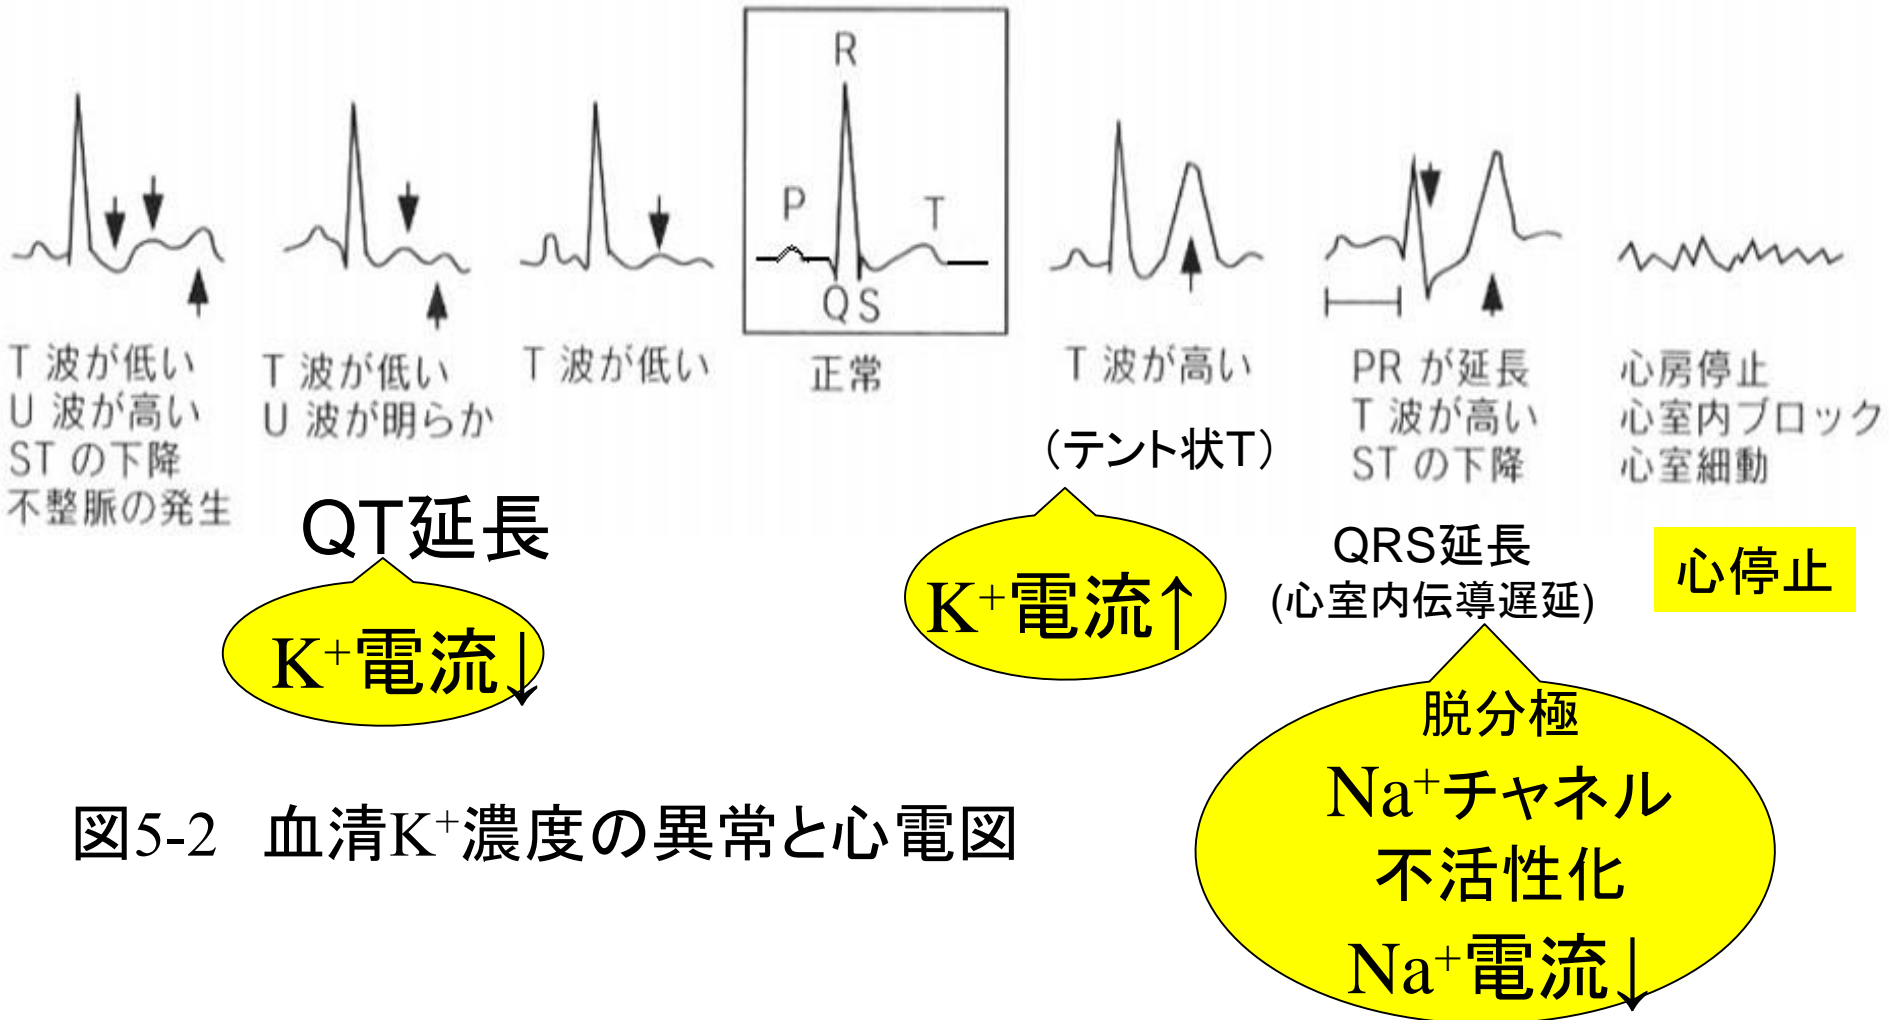 R
P
T
Q S
T 波が低い
U 波が高い
ST の下降
不整脈の発生
T 波が低い
U 波が明らか
T 波が低い
正常
T 波が高い
(テント状T)
PR が延長
T 波が高い
ST の下降
心房停止
心室内ブロック
心室細動
QT延長
K⁺電流↓
K⁺電流↑
QRS延長
(心室内伝導遅延)
心停止
脱分極
Na⁺チャネル
不活性化
Na⁺電流↓
図5-2 血清K⁺濃度の異常と心電図